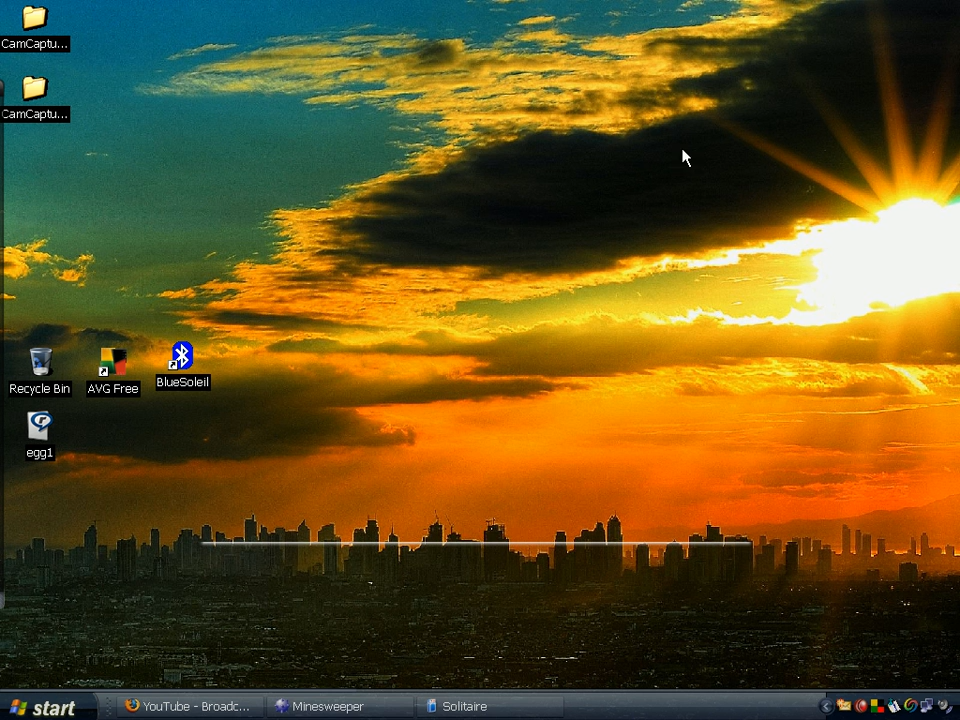 CamCaptu...
CamCaptu...
Recycle Bin
AVG Free
BlueSoleil
egg1
start
YouTube - Broadc...
Minesweeper
Solitaire